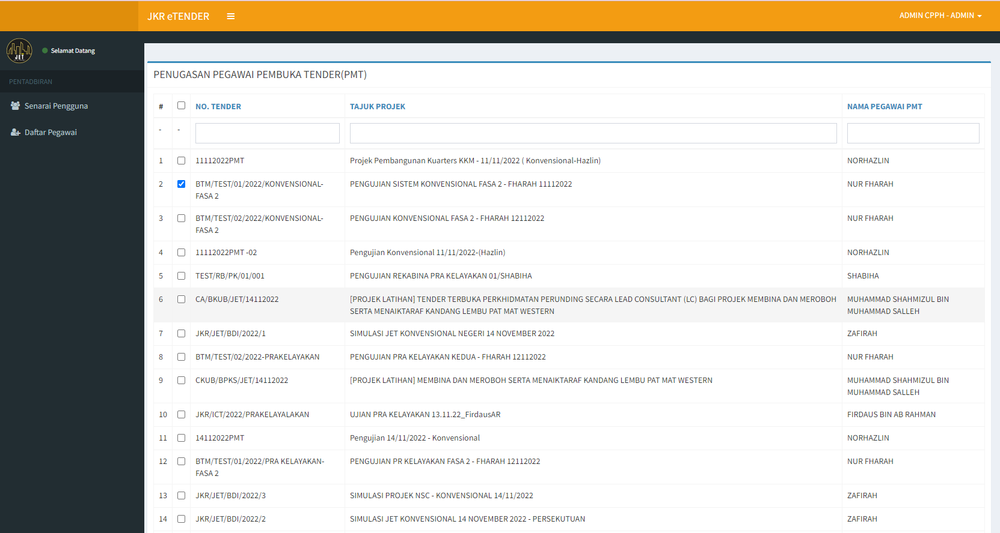 JKR eTENDER
ADMIN CPPH - ADMIN
JET
Selamat Datang
PENTADBIRAN
Senarai Pengguna
Daftar Pegawai
PENUGASAN PEGAWAI PEMBUKA TENDER(PMT)
# NO. TENDER TAJUK PROJEK NAMA PEGAWAI PMT
- -
1 11112022PMT Projek Pembangunan Kuarters KKM - 11/11/2022 ( Konvensional-Hazlin) NORHAZLIN
2 BTM/TEST/01/2022/KONVENSIONAL- PENGUJIAN SISTEM KONVENSIONAL FASA 2 - FHARAH 11112022 NUR FHARAH
FASA 2
3 BTM/TEST/02/2022/KONVENSIONAL- PENGUJIAN KONVENSIONAL FASA 2 - FHARAH 12112022 NUR FHARAH
FASA 2
4 11112022PMT -02 Pengujian Konvensional 11/11/2022-(Hazlin) NORHAZLIN
5 TEST/RB/PK/01/001 PENGUJIAN REKABINA PRA KELAYAKAN 01/SHABIHA SHABIHA
6 CA/BKUB/JET/14112022 [PROJEK LATIHAN] TENDER TERBUKA PERKHIDMATAN PERUNDING SECARA LEAD CONSULTANT (LC) BAGI PROJEK MEMBINA DAN MEROBOH MUHAMMAD SHAHMIZUL BIN
SERTA MENAIKTARAF KANDANG LEMBU PAT MAT WESTERN MUHAMMAD SALLEH
7 JKR/JET/BDI/2022/1 SIMULASI JET KONVENSIONAL NEGERI 14 NOVEMBER 2022 ZAFIRAH
8 BTM/TEST/02/2022-PRAKELAYAKAN PENGUJIAN PRA KELAYAKAN KEDUA - FHARAH 12112022 NUR FHARAH
9 CKUB/BPKS/JET/14112022 [PROJEK LATIHAN] MEMBINA DAN MEROBOH SERTA MENAIKTARAF KANDANG LEMBU PAT MAT WESTERN MUHAMMAD SHAHMIZUL BIN
MUHAMMAD SALLEH
10 JKR/ICT/2022/PRAKELAYALAKAN UJIAN PRA KELAYAKAN 13.11.22_FirdausAR FIRDAUS BIN AB RAHMAN
11 14112022PMT Pengujian 14/11/2022 - Konvensional NORHAZLIN
12 BTM/TEST/01/2022/PRA KELAYAKAN- PENGUJIAN PR KELAYAKAN FASA 2 - FHARAH 12112022 NUR FHARAH
FASA 2
13 JKR/JET/BDI/2022/3 SIMULASI PROJEK NSC - KONVENSIONAL 14/11/2022 ZAFIRAH
14 JKR/JET/BDI/2022/2 SIMULASI JET KONVENSIONAL 14 NOVEMBER 2022 - PERSEKUTUAN ZAFIRAH